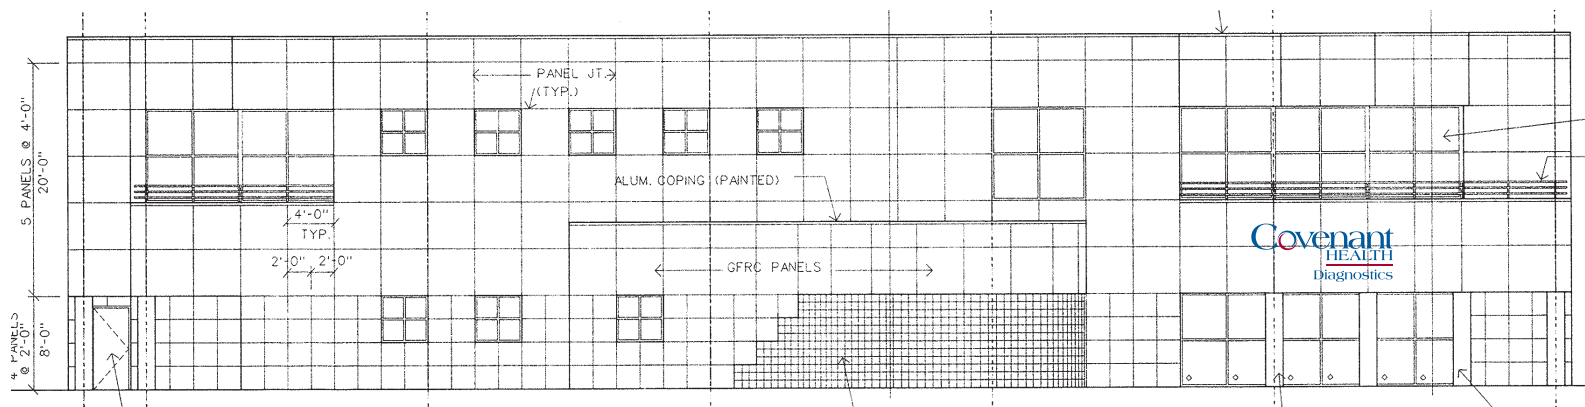 PANEL JT.
(TYP.)
5 PANELS @ 4'-0"
20'-0"
ALUM. COPING (PAINTED)
4'-0"
TYP.
2'-0" 2'-0"
GFRC PANELS
Covenant
HEALTH
Diagnostics
4 PANELS
@ 2'-0"
8'-0"